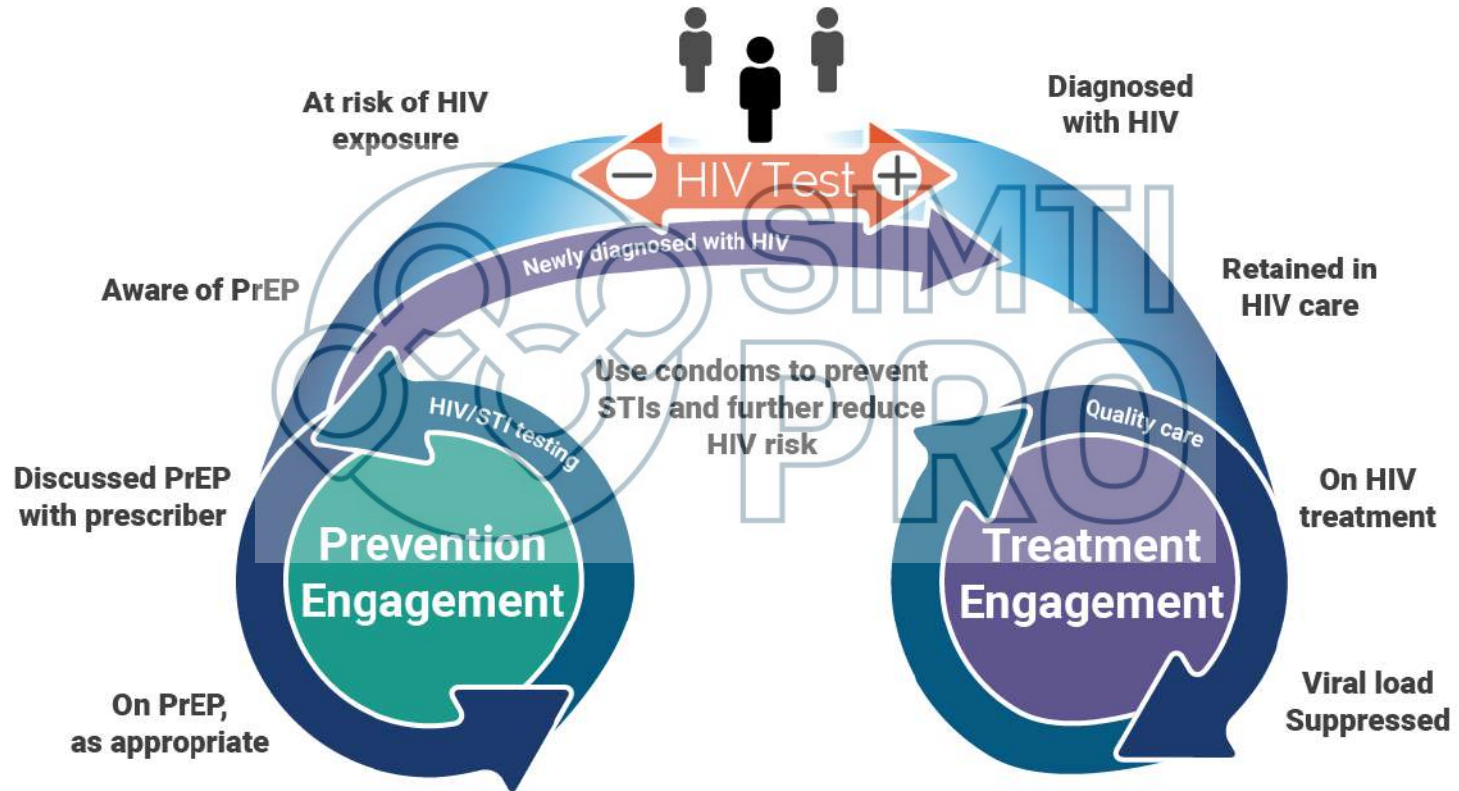 At risk of HIV
exposure
Diagnosed
with HIV
− HIV Test +
Newly diagnosed with HIV
Aware of PrEP
Retained in
HIV care
SIMTI
PRO
Use condoms to prevent
STIs and further reduce
HIV risk
HIV/STI testing
Quality care
Discussed PrEP
with prescriber
On HIV
treatment
Prevention
Engagement
Treatment
Engagement
On PrEP,
as appropriate
Viral load
Suppressed